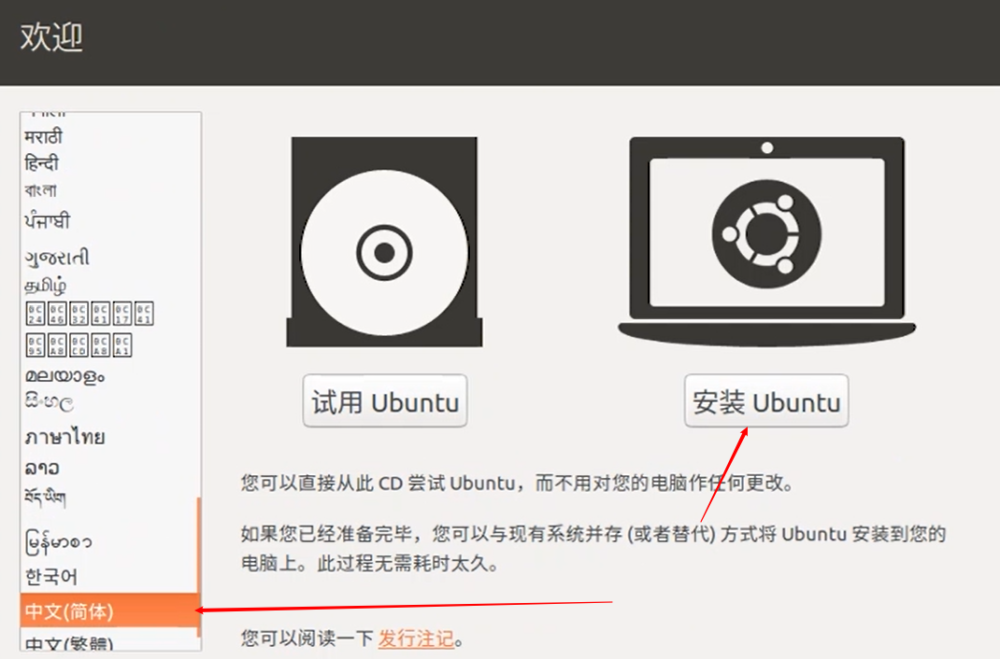 欢迎
मराठी
हिन्दी
বাংলা
ਪੰਜਾਬੀ
ગુજરાતી
தமிழ்
മലയാളം
සිංහල
ภาษาไทย
ລາວ
བོད་ཡིག
မြန်မာစာ
한국어
中文(简体)
中文(繁體)
试用 Ubuntu
安装 Ubuntu
您可以直接从此 CD 尝试 Ubuntu，而不用对您的电脑作任何更改。
如果您已经准备完毕，您可以与现有系统并存 (或者替代) 方式将 Ubuntu 安装到您的
电脑上。此过程无需耗时太久。
您可以阅读一下 发行注记。